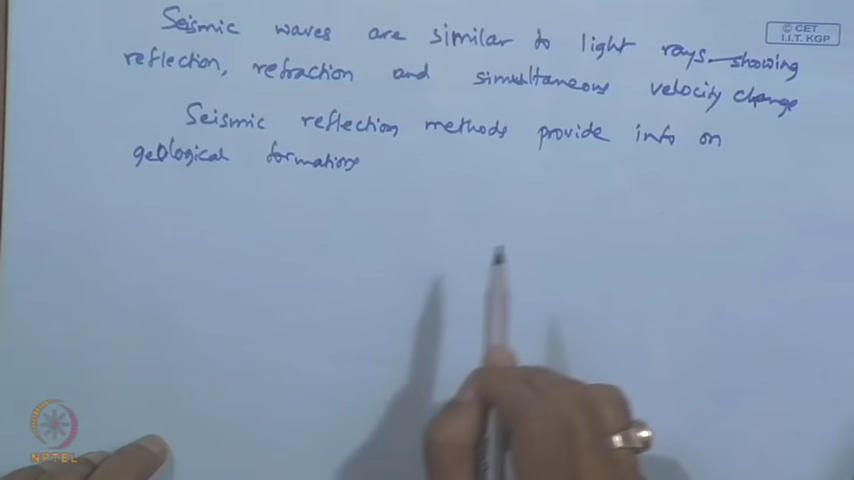 Seismic waves are similar to light rays — showing
reflection, refraction and simultaneous velocity change
Seismic reflection methods provide info on
geological formations
© CET
I.I.T. KGP
NPTEL